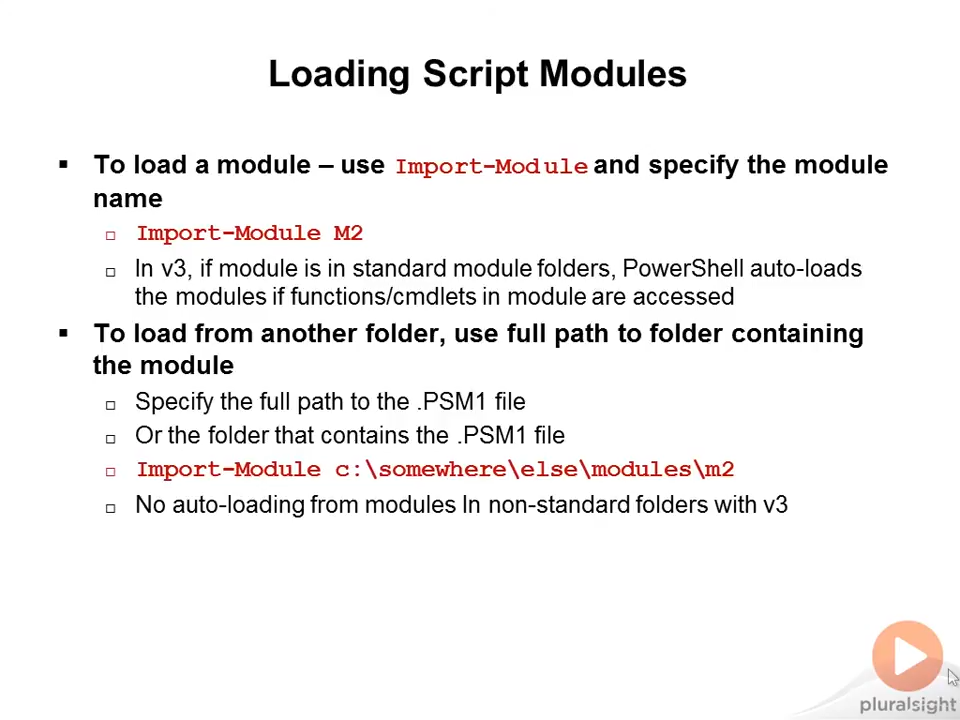 Loading Script Modules
To load a module – use Import-Module and specify the module
name
Import-Module M2
In v3, if module is in standard module folders, PowerShell auto-loads
the modules if functions/cmdlets in module are accessed
To load from another folder, use full path to folder containing
the module
Specify the full path to the .PSM1 file
Or the folder that contains the .PSM1 file
Import-Module c:\somewhere\else\modules\m2
No auto-loading from modules In non-standard folders with v3
pluralsight